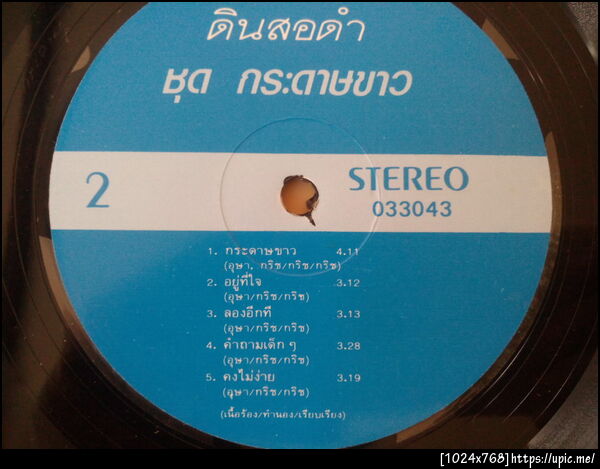 ดินสอดำ
ชุด กระดาษขาว
2
STEREO
033043
1. กระดาษขาว 4.11
(อุษา, กริช/กริช/กริช)
2. อยู่ที่ใจ 3.12
(อุษา/กริช/กริช)
3. ลองอีกที 3.13
(อุษา/กริช/กริช)
4. คำถามเด็ก ๆ 3.28
(อุษา/กริช/กริช)
5. คงไม่ง่าย 3.19
(อุษา/กริช/กริช)
(เนื้อร้อง/ทำนอง/เรียบเรียง)
[1024x768]https://upic.me/